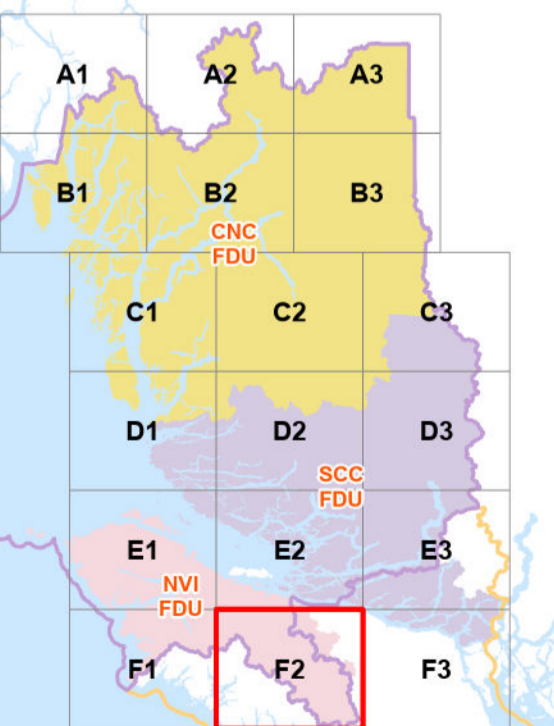 A1 A2 A3
B1 B2 B3
CNC
FDU
C1 C2 C3
D1 D2 D3
SCC
FDU
E1 E2 E3
NVI
FDU
F1 F2 F3